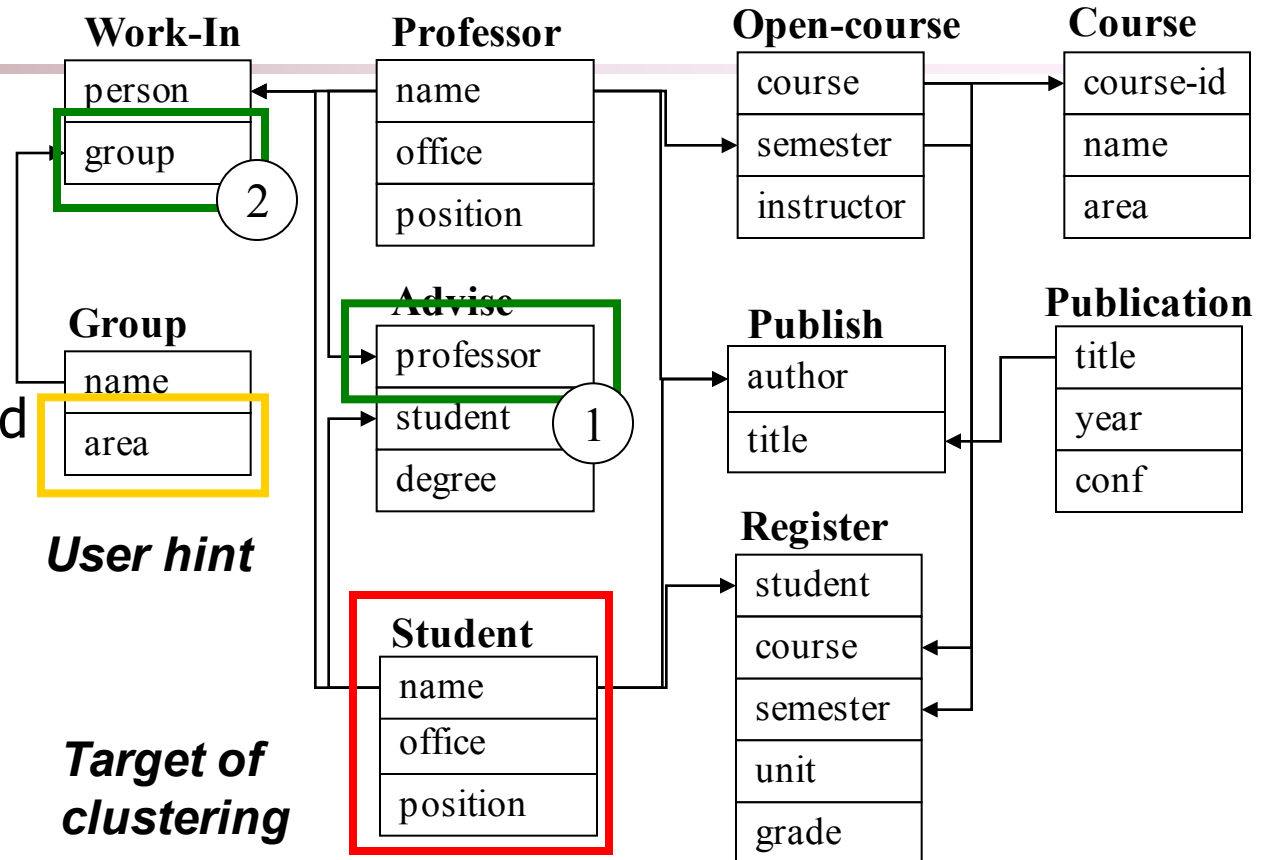 Work-In
person
group
2
Professor
name
office
position
Open-course
course
semester
instructor
Course
course-id
name
area
Group
name
area
d
User hint
Advise
professor
student
degree
1
Publish
author
title
Publication
title
year
conf
Target of
clustering
Student
name
office
position
Register
student
course
semester
unit
grade